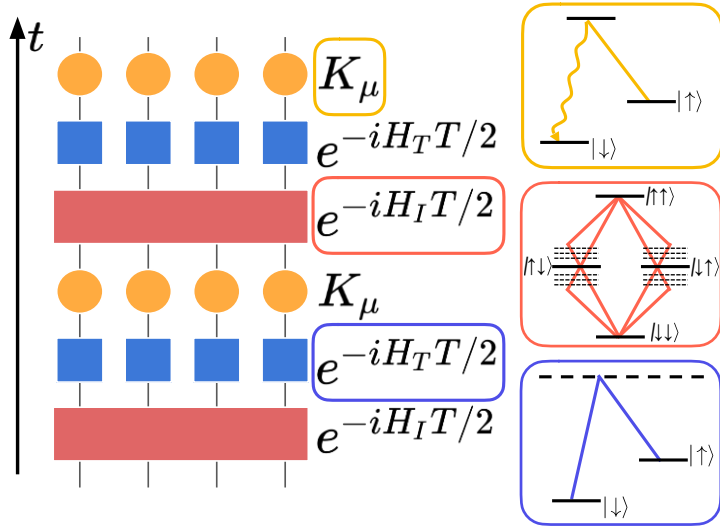 t
K_μ
e^{-iH_T T/2}
e^{-iH_I T/2}
K_μ
e^{-iH_T T/2}
e^{-iH_I T/2}
|↑⟩
|↓⟩
|↑↑⟩
|↑↓⟩ |↓↑⟩
|↓↓⟩
|↑⟩
|↓⟩